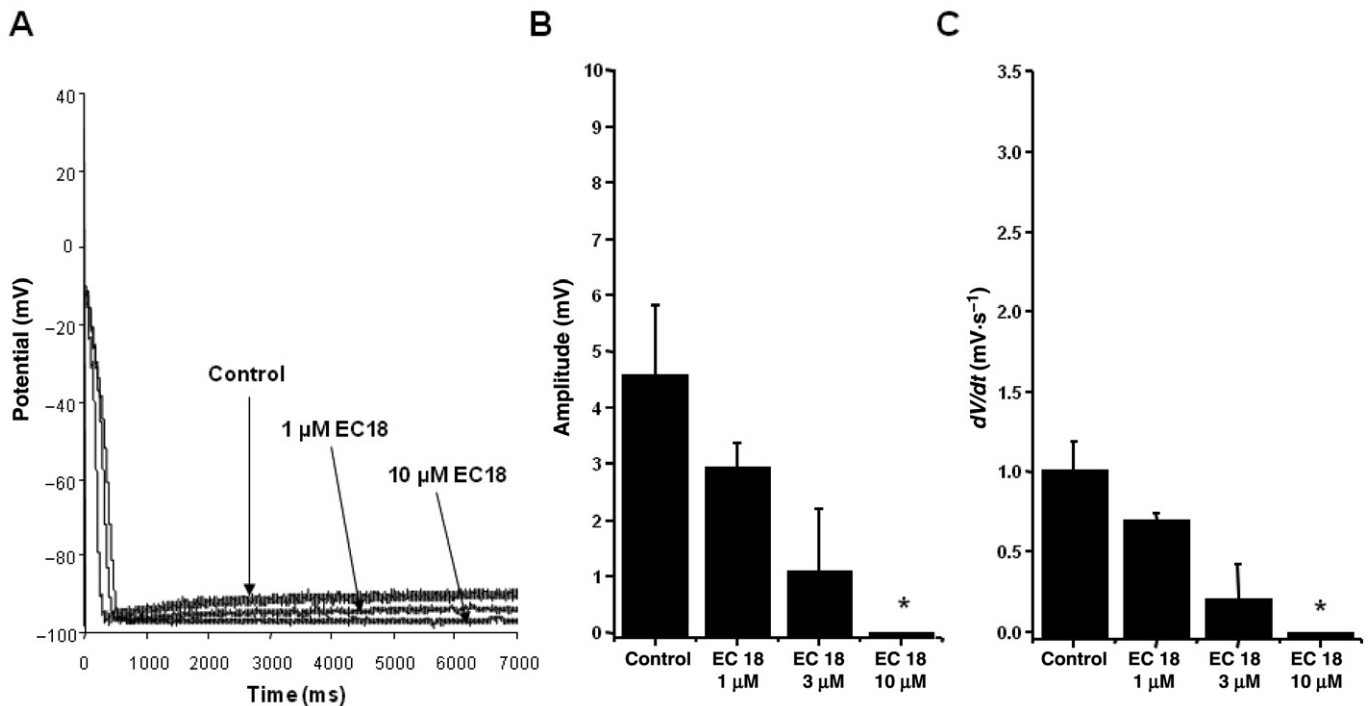 A
B
C
40
20
0
−20
−40
−60
−80
−100
Potential (mV)
Control
1 µM EC18
10 µM EC18
0 1000 2000 3000 4000 5000 6000 7000
Time (ms)
10
9
8
7
6
5
4
3
2
1
0
Amplitude (mV)
*
Control
EC 18
1 µM
EC 18
3 µM
EC 18
10 µM
3.5
3.0
2.5
2.0
1.0
0.5
0.0
dV/dt (mV·s⁻¹)
*
Control
EC 18
1 µM
EC 18
3 µM
EC 18
10 µM